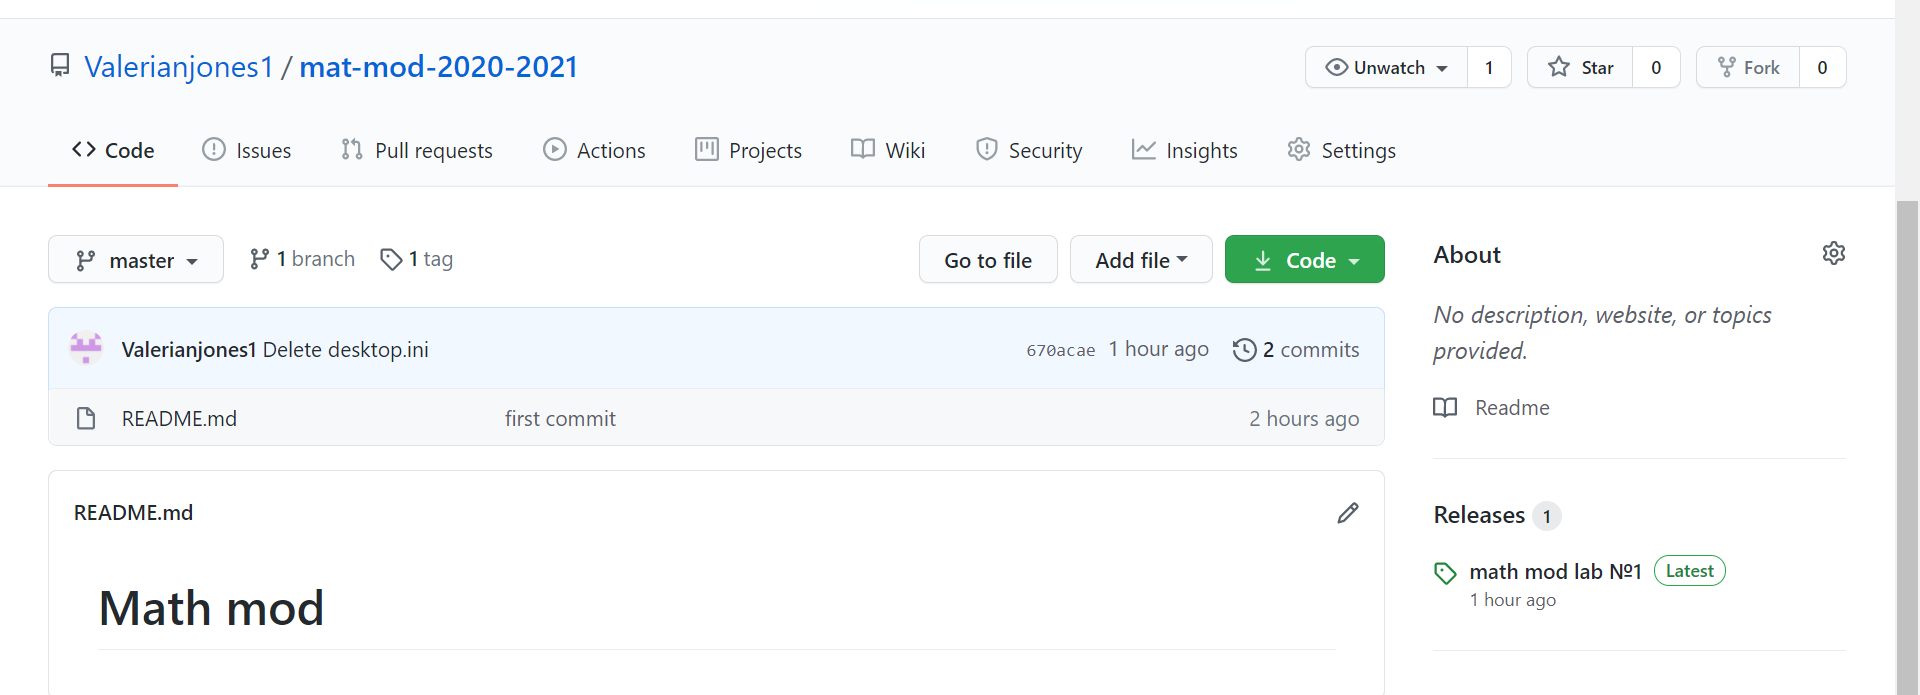 Valerianjones1 / mat-mod-2020-2021
Unwatch 1 Star 0 Fork 0
Code Issues Pull requests Actions Projects Wiki Security Insights Settings
master 1 branch 1 tag Go to file Add file Code
Valerianjones1 Delete desktop.ini 670acae 1 hour ago 2 commits
README.md first commit 2 hours ago
README.md
Math mod
About
No description, website, or topics
provided.
Readme
Releases 1
math mod lab №1 Latest
1 hour ago